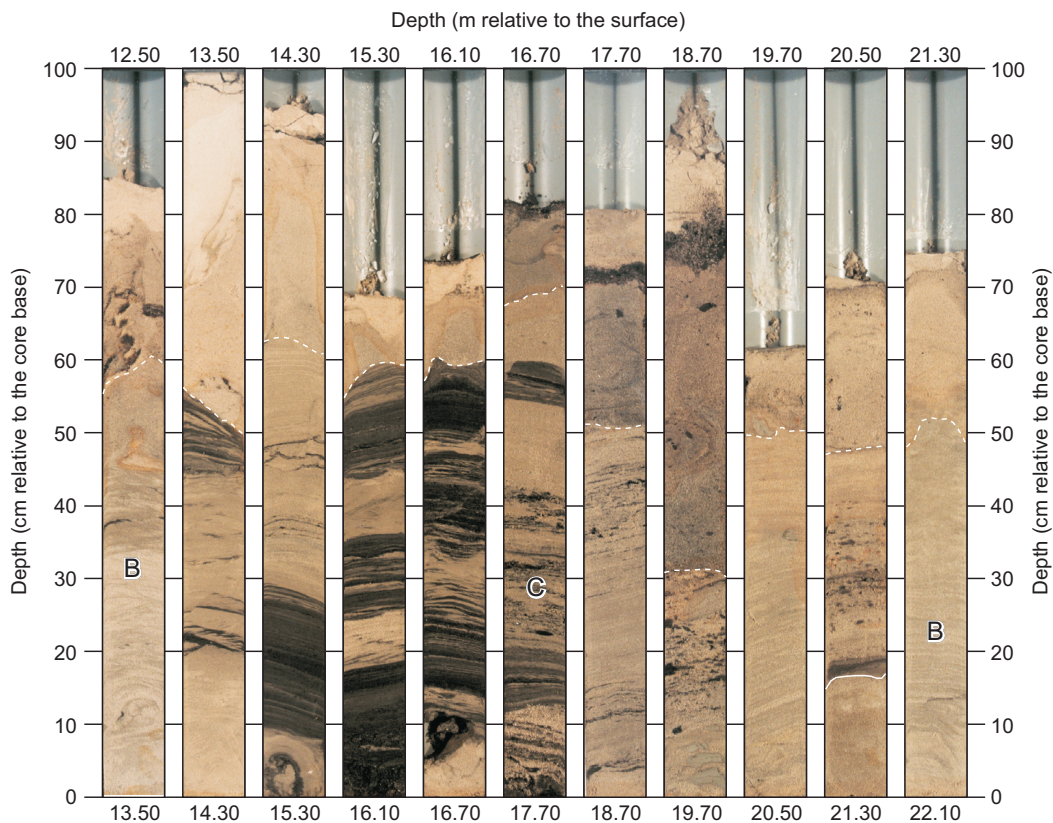 Depth (m relative to the surface)
12.50 13.50 14.30 15.30 16.10 16.70 17.70 18.70 19.70 20.50 21.30
100 100
90 90
80 80
70 70
60 60
50 50
40 40
30 30
20 20
10 10
0 0
Depth (cm relative to the core base)
Depth (cm relative to the core base)
B
C
B
13.50 14.30 15.30 16.10 16.70 17.70 18.70 19.70 20.50 21.30 22.10